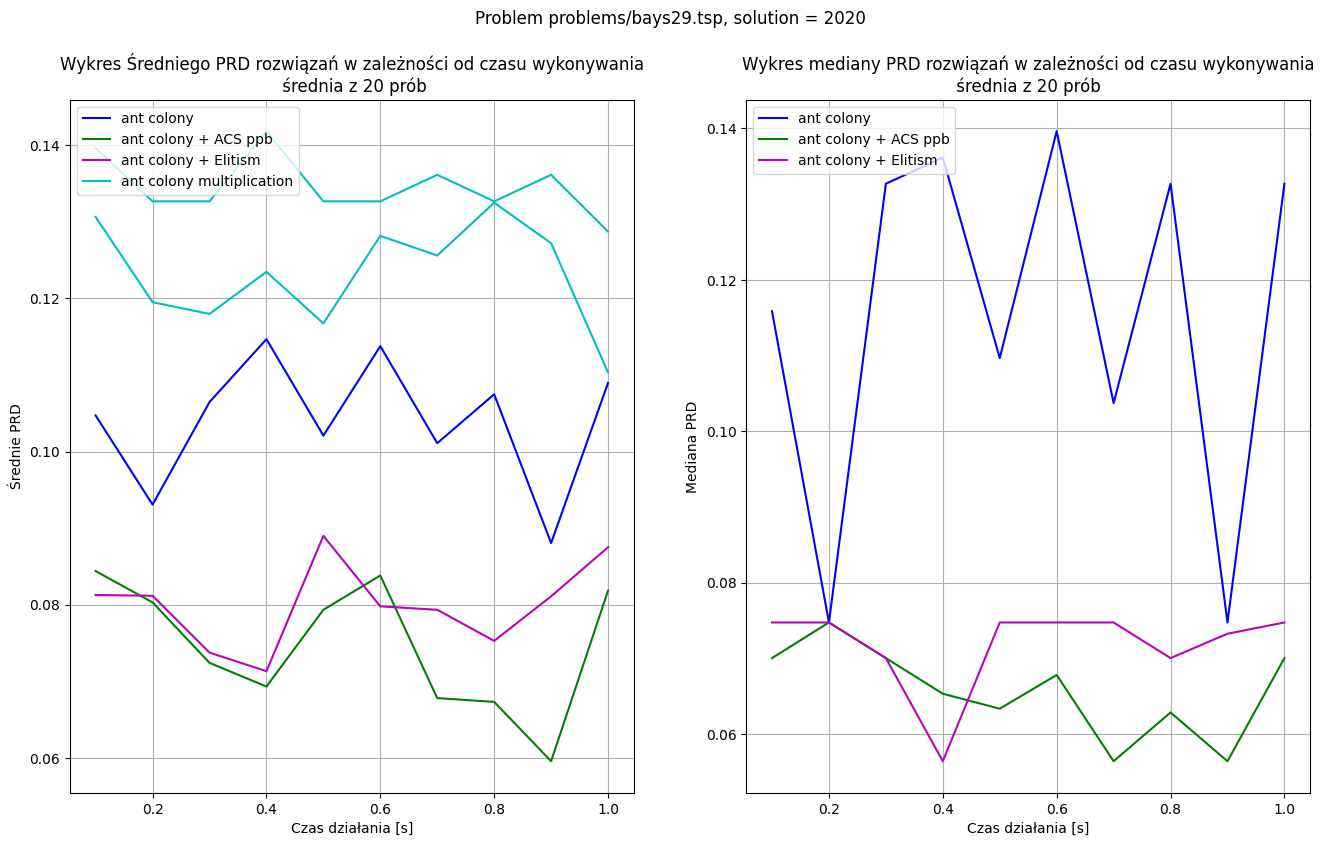 Problem problems/bays29.tsp, solution = 2020
Wykres Średniego PRD rozwiązań w zależności od czasu wykonywania
średnia z 20 prób
ant colony
ant colony + ACS ppb
ant colony + Elitism
ant colony multiplication
0.14
0.12
0.10
0.08
0.06
Średnie PRD
0.2
0.4
0.6
0.8
1.0
Czas działania [s]
Wykres mediany PRD rozwiązań w zależności od czasu wykonywania
średnia z 20 prób
ant colony
ant colony + ACS ppb
ant colony + Elitism
0.14
0.12
0.10
0.08
0.06
Mediana PRD
0.2
0.4
0.6
0.8
1.0
Czas działania [s]